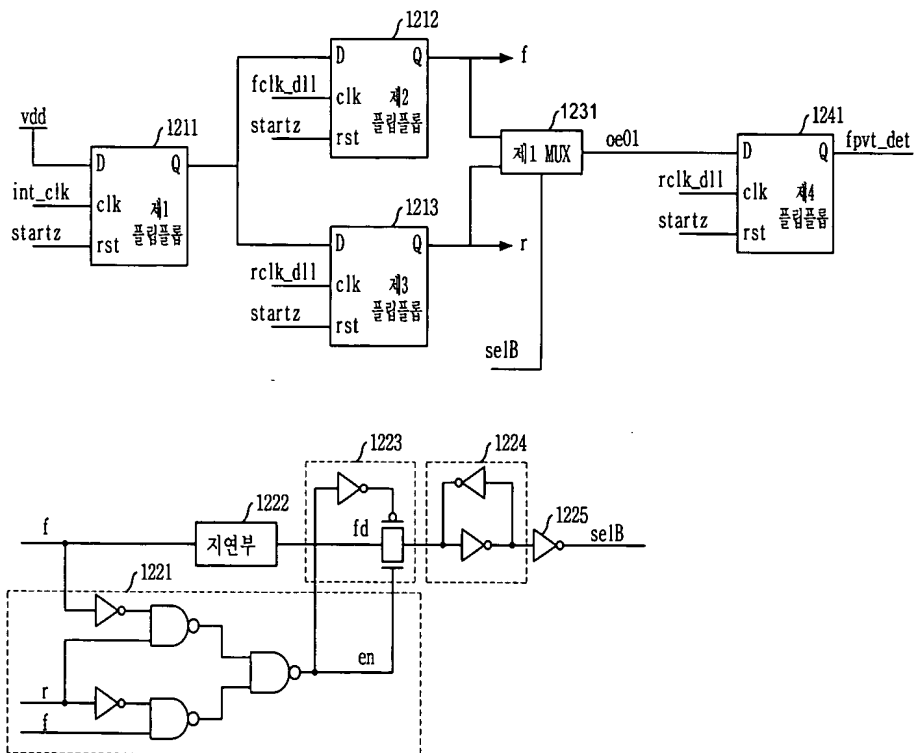 1212
D Q
f
fclk_dll
clk
제2
플립플롭
startz
rst
vdd
1211
D Q
int_clk
clk
제1
플립플롭
startz
rst
1231
제1 MUX
oe01
1241
D Q
fpvt_det
rclk_dll
clk
제4
플립플롭
startz
rst
1213
D Q
r
rclk_dll
clk
제3
플립플롭
startz
rst
selB
1223
1224
1222
f
지연부
fd
1225
selB
1221
en
r
f